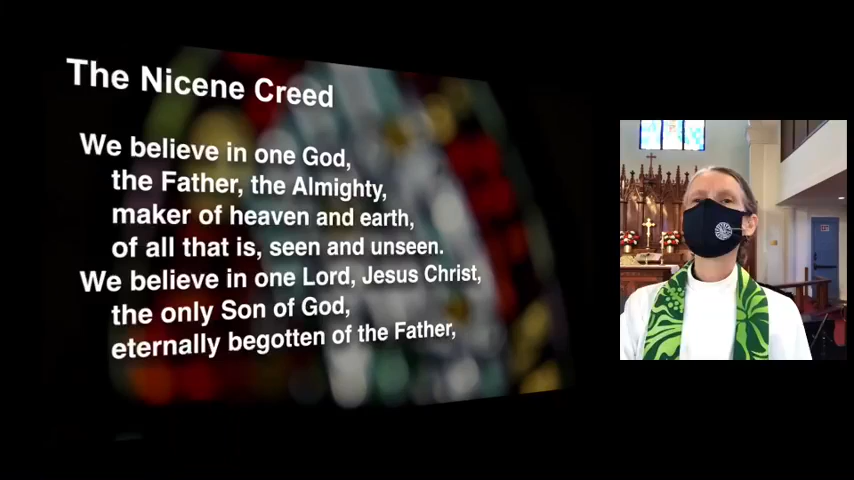 The Nicene Creed
We believe in one God,
the Father, the Almighty,
maker of heaven and earth,
of all that is, seen and unseen.
We believe in one Lord, Jesus Christ,
the only Son of God,
eternally begotten of the Father,